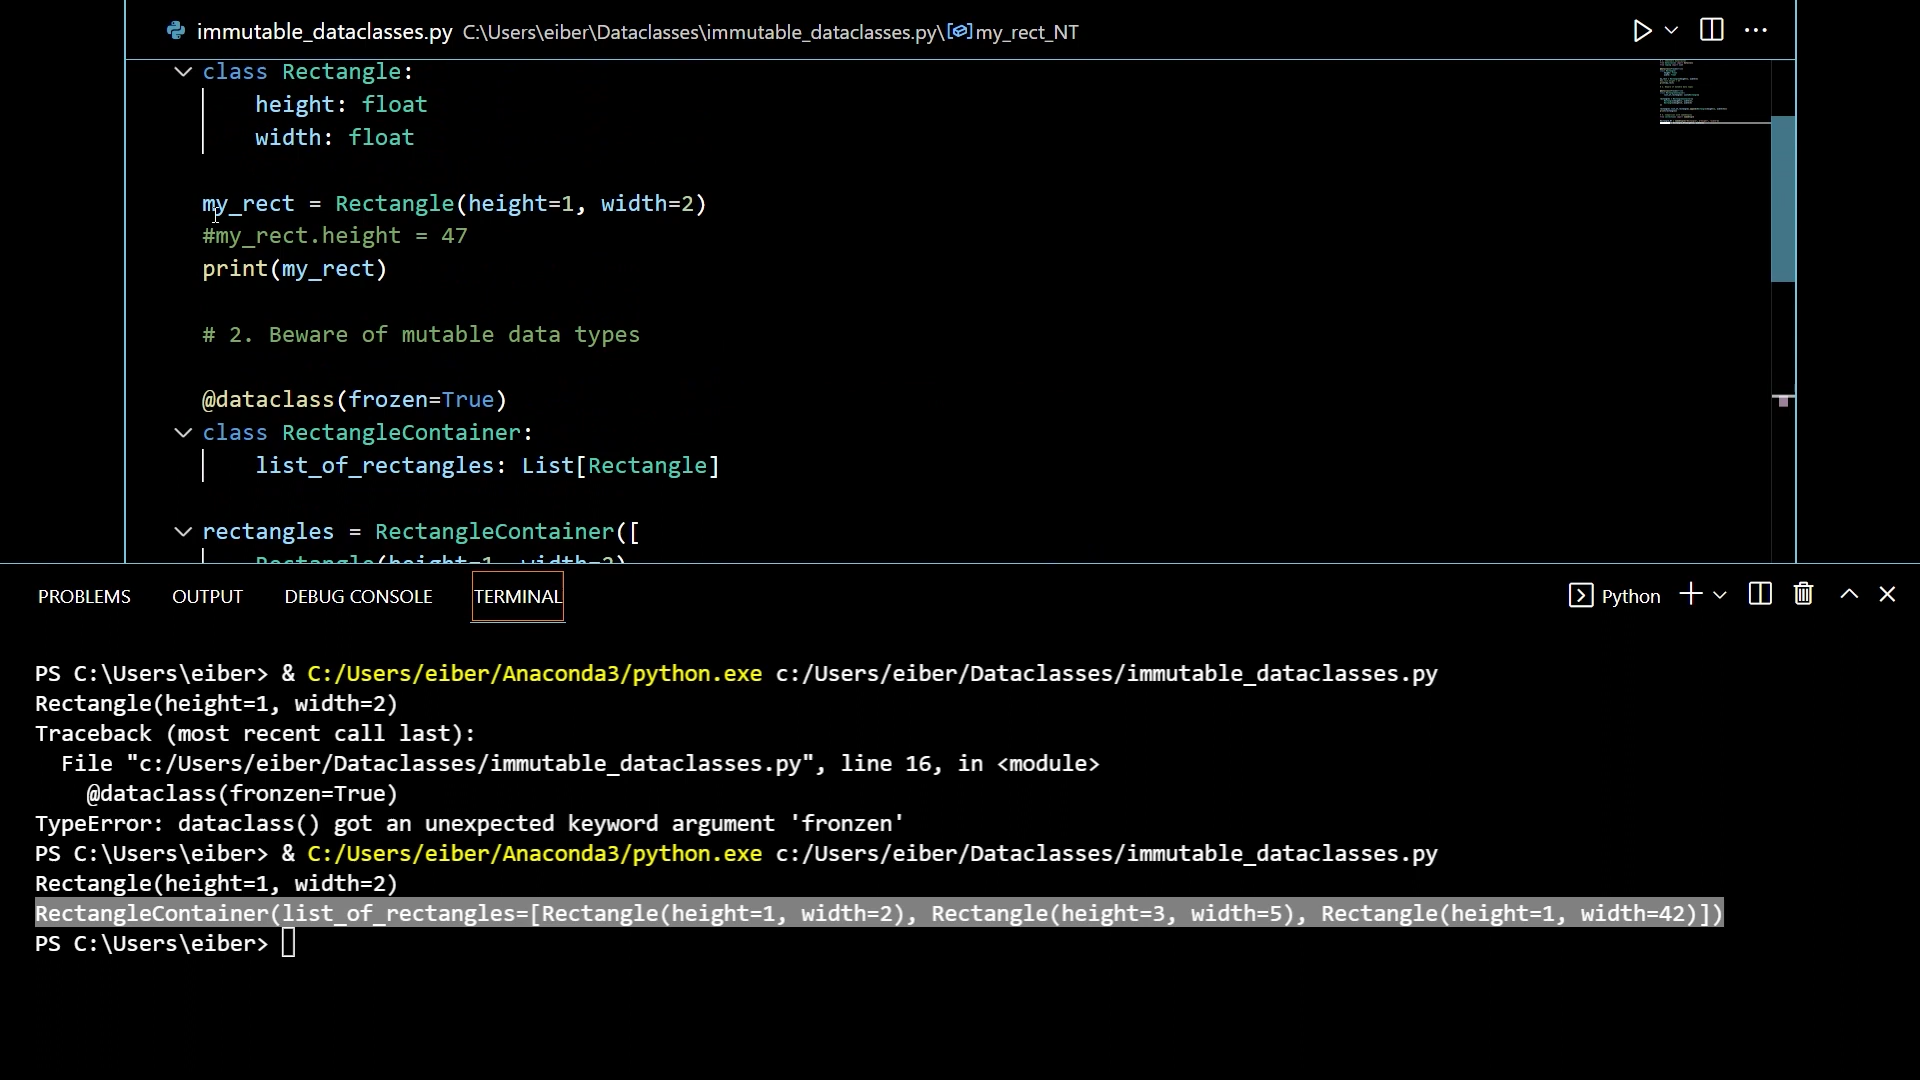 immutable_dataclasses.py C:\Users\eiber\Dataclasses\immutable_dataclasses.py\my_rect_NT
class Rectangle:
    height: float
    width: float
my_rect = Rectangle(height=1, width=2)
#my_rect.height = 47
print(my_rect)
# 2. Beware of mutable data types
@dataclass(frozen=True)
class RectangleContainer:
    list_of_rectangles: List[Rectangle]
rectangles = RectangleContainer([
    Rectangle(height=1, width=2)
PROBLEMS OUTPUT DEBUG CONSOLE TERMINAL Python
PS C:\Users\eiber> & C:/Users/eiber/Anaconda3/python.exe c:/Users/eiber/Dataclasses/immutable_dataclasses.py
Rectangle(height=1, width=2)
Traceback (most recent call last):
  File "c:/Users/eiber/Dataclasses/immutable_dataclasses.py", line 16, in <module>
    @dataclass(fronzen=True)
TypeError: dataclass() got an unexpected keyword argument 'fronzen'
PS C:\Users\eiber> & C:/Users/eiber/Anaconda3/python.exe c:/Users/eiber/Dataclasses/immutable_dataclasses.py
Rectangle(height=1, width=2)
RectangleContainer(list_of_rectangles=[Rectangle(height=1, width=2), Rectangle(height=3, width=5), Rectangle(height=1, width=42)])
PS C:\Users\eiber>